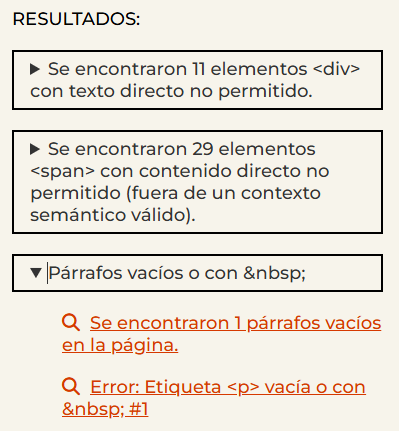 RESULTADOS:
Se encontraron 11 elementos <div>
con texto directo no permitido.
Se encontraron 29 elementos
<span> con contenido directo no
permitido (fuera de un contexto
semántico válido).
Párrafos vacíos o con &nbsp;
Se encontraron 1 párrafos vacíos
en la página.
Error: Etiqueta <p> vacía o con
&nbsp; #1